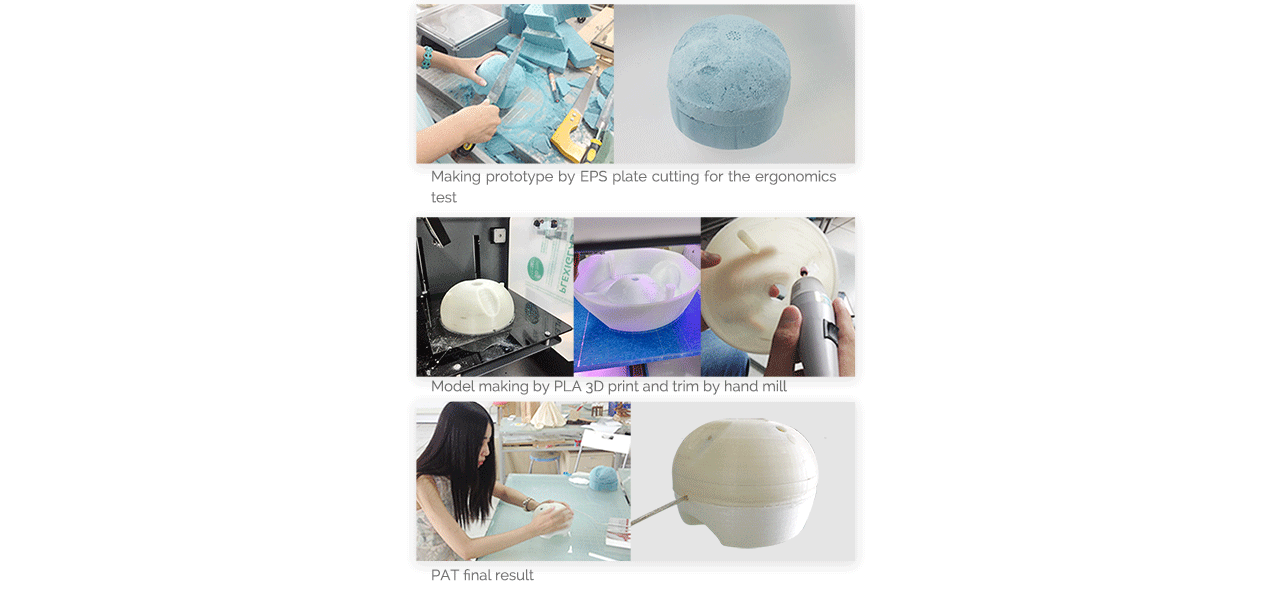 Making prototype by EPS plate cutting for the ergonomics
test
PLEXIGLAS
Model making by PLA 3D print and trim by hand mill
PAT final result